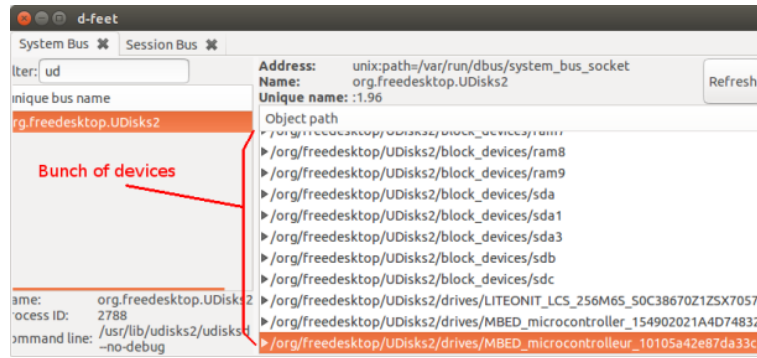 d-feet
System Bus ✖ Session Bus ✖
lter: ud
nique bus name
rg.freedesktop.UDisks2
Bunch of devices
ame: org.freedesktop.UDisks2
rocess ID: 2788
ommand line: /usr/lib/udisks2/udisksd
--no-debug
Address: unix:path=/var/run/dbus/system_bus_socket
Name: org.freedesktop.UDisks2
Unique name: :1.96
Refresh
Object path
/org/freedesktop/UDisks2/block_devices/ram7
/org/freedesktop/UDisks2/block_devices/ram8
/org/freedesktop/UDisks2/block_devices/ram9
/org/freedesktop/UDisks2/block_devices/sda
/org/freedesktop/UDisks2/block_devices/sda1
/org/freedesktop/UDisks2/block_devices/sda3
/org/freedesktop/UDisks2/block_devices/sdb
/org/freedesktop/UDisks2/block_devices/sdc
/org/freedesktop/UDisks2/drives/LITEONIT_LCS_256M6S_S0C38670Z1ZSX7057
/org/freedesktop/UDisks2/drives/MBED_microcontroller_154902021A4D74832
/org/freedesktop/UDisks2/drives/MBED_microcontrolleur_10105a42e87da33c